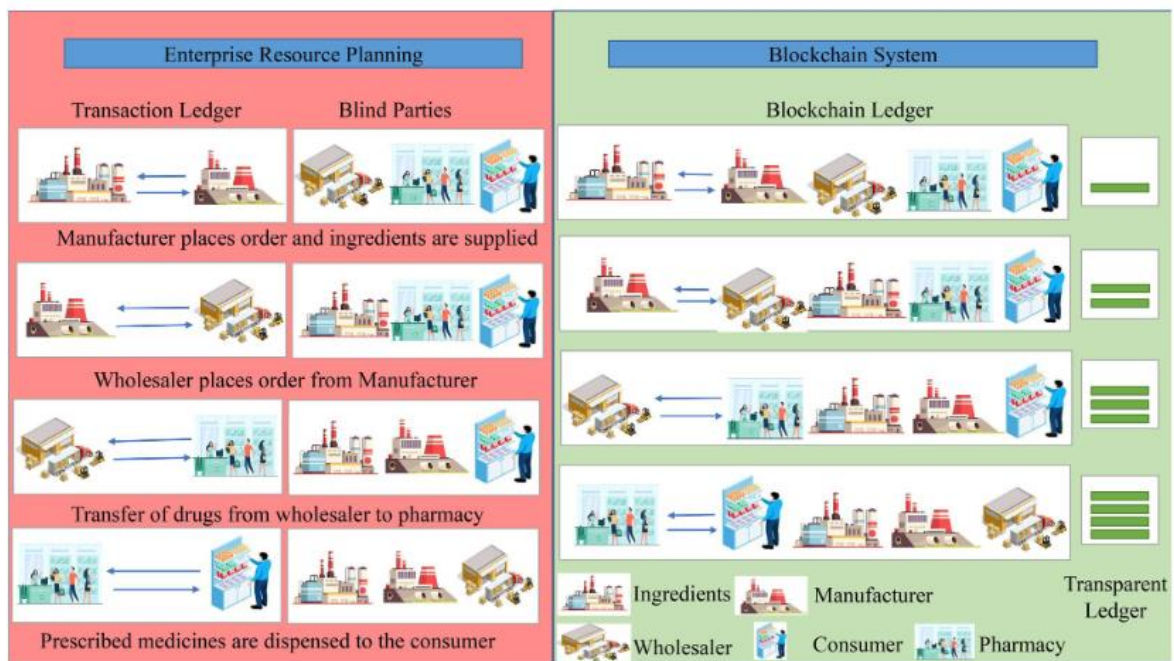 Enterprise Resource Planning
Transaction Ledger
Blind Parties
Manufacturer places order and ingredients are supplied
Wholesaler places order from Manufacturer
Transfer of drugs from wholesaler to pharmacy
Prescribed medicines are dispensed to the consumer
Blockchain System
Blockchain Ledger
Ingredients
Manufacturer
Wholesaler
Consumer
Pharmacy
Transparent
Ledger